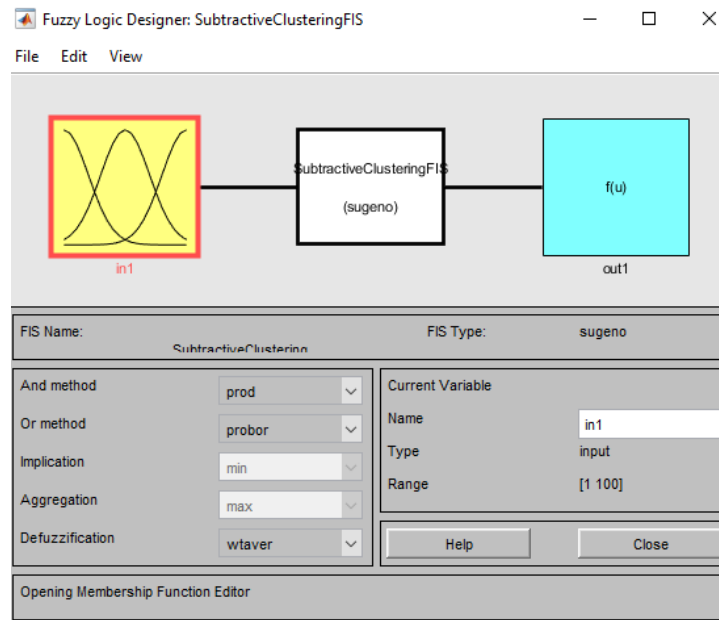 Fuzzy Logic Designer: SubtractiveClusteringFIS
File Edit View
SubtractiveClusteringFIS
(sugeno)
f(u)
in1
out1
FIS Name:
SubtractiveClustering
FIS Type:
sugeno
And method
prod
Or method
probor
Implication
min
Aggregation
max
Defuzzification
wtaver
Current Variable
Name
in1
Type
input
Range
[1 100]
Help
Close
Opening Membership Function Editor